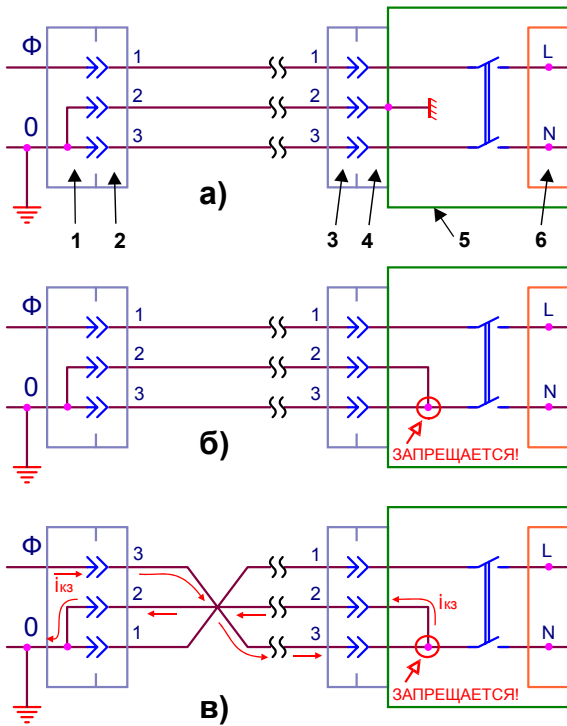 Ф 1 1 L
2 2
0 3 3 N
а)
1 2 3 4 5 6
Ф 1 1 L
2 2
0 3 3 N
б)
ЗАПРЕЩАЕТСЯ!
Ф 3 1 L
iкз 2 2 iкз
0 1 3 N
в)
ЗАПРЕЩАЕТСЯ!